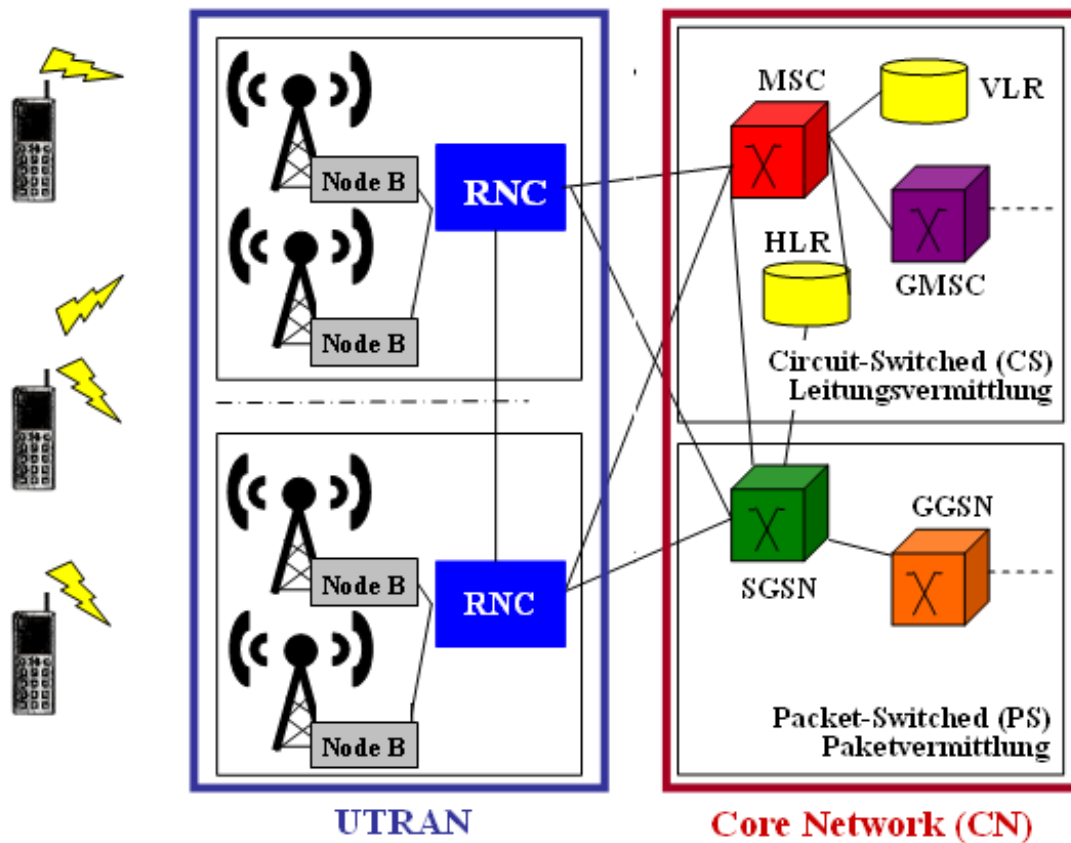 Node B
RNC
Node B
Node B
RNC
Node B
UTRAN
MSC
VLR
HLR
GMSC
Circuit-Switched (CS)
Leitungsvermittlung
SGSN
GGSN
Packet-Switched (PS)
Paketvermittlung
Core Network (CN)